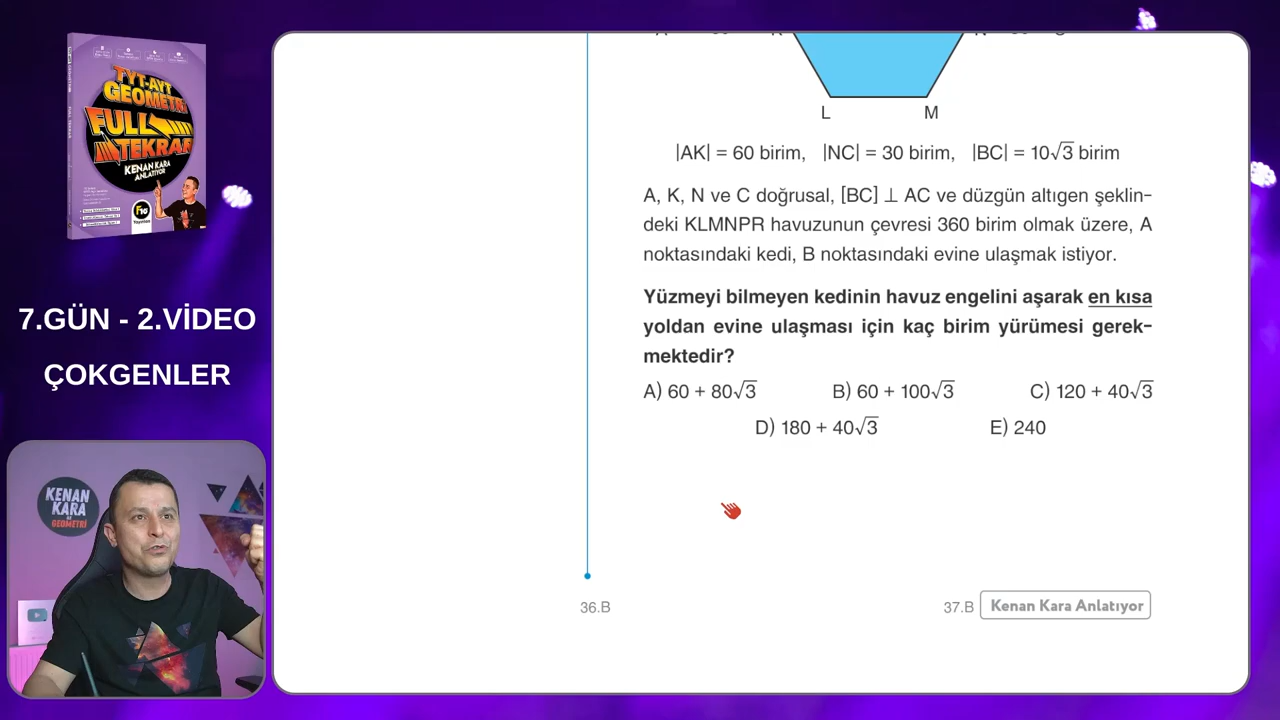 TYT-AYT
GEOMETRİ
FULL
TEKRAR
KENAN KARA
ANLATIYOR
7.GÜN - 2.VİDEO
ÇOKGENLER
KENAN
KARA
GEOMETRİ
L M
|AK| = 60 birim, |NC| = 30 birim, |BC| = 10√3 birim
A, K, N ve C doğrusal, [BC] ⊥ AC ve düzgün altıgen şeklin-
deki KLMNPR havuzunun çevresi 360 birim olmak üzere, A
noktasındaki kedi, B noktasındaki evine ulaşmak istiyor.
Yüzmeyi bilmeyen kedinin havuz engelini aşarak en kısa
yoldan evine ulaşması için kaç birim yürümesi gerek-
mektedir?
A) 60 + 80√3 B) 60 + 100√3 C) 120 + 40√3
D) 180 + 40√3 E) 240
36.B
37.B Kenan Kara Anlatıyor